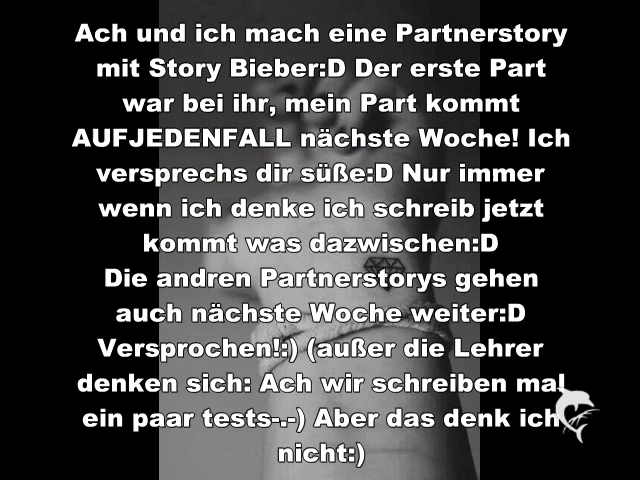 Ach und ich mach eine Partnerstory
mit Story Bieber:D Der erste Part
war bei ihr, mein Part kommt
AUFJEDENFALL nächste Woche! Ich
versprechs dir süße:D Nur immer
wenn ich denke ich schreib jetzt
kommt was dazwischen:D
Die andren Partnerstorys gehen
auch nächste Woche weiter:D
Versprochen!:) (außer die Lehrer
denken sich: Ach wir schreiben mal
ein paar tests-.-) Aber das denk ich
nicht:)